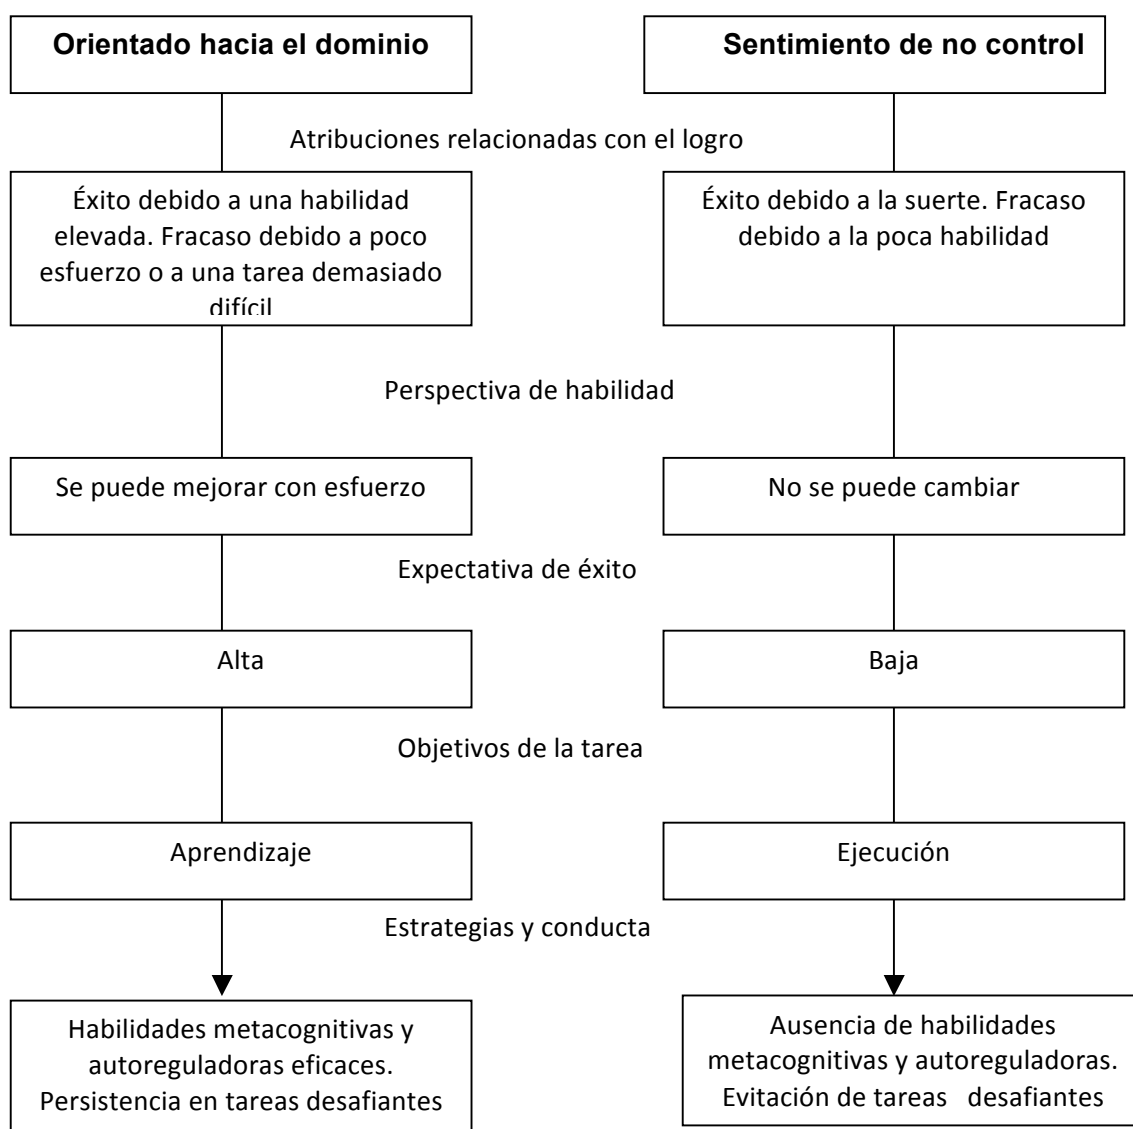 Orientado hacia el dominio
Sentimiento de no control
Atribuciones relacionadas con el logro
Éxito debido a una habilidad
elevada. Fracaso debido a poco
esfuerzo o a una tarea demasiado
difícil
Éxito debido a la suerte. Fracaso
debido a la poca habilidad
Perspectiva de habilidad
Se puede mejorar con esfuerzo
No se puede cambiar
Expectativa de éxito
Alta
Baja
Objetivos de la tarea
Aprendizaje
Ejecución
Estrategias y conducta
Habilidades metacognitivas y
autoreguladoras eficaces.
Persistencia en tareas desafiantes
Ausencia de habilidades
metacognitivas y autoreguladoras.
Evitación de tareas desafiantes